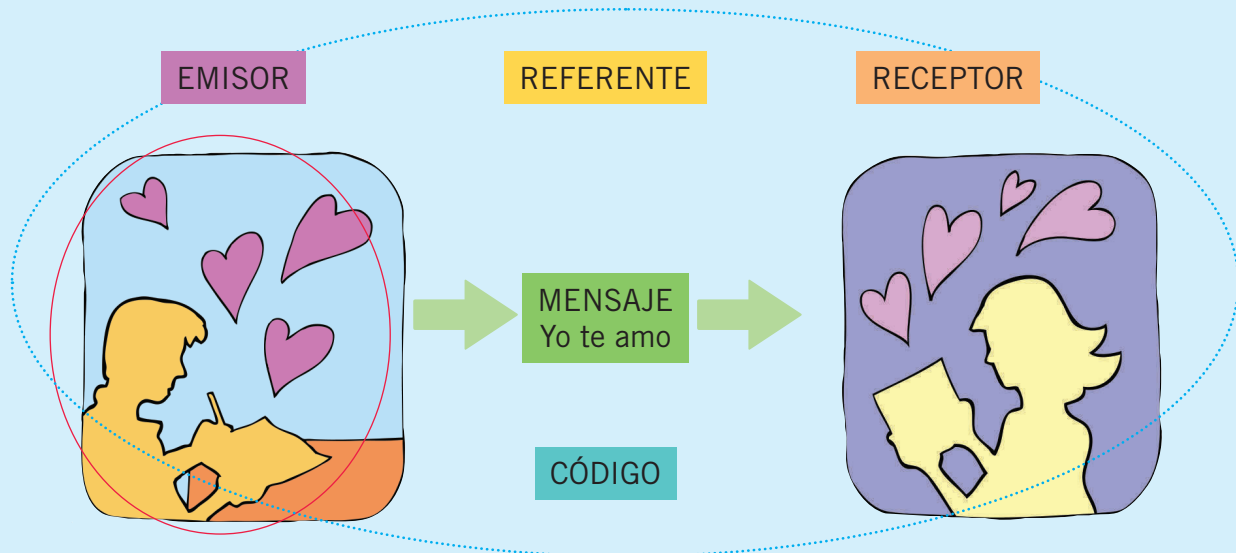 EMISOR
REFERENTE
RECEPTOR
MENSAJE
Yo te amo
CÓDIGO